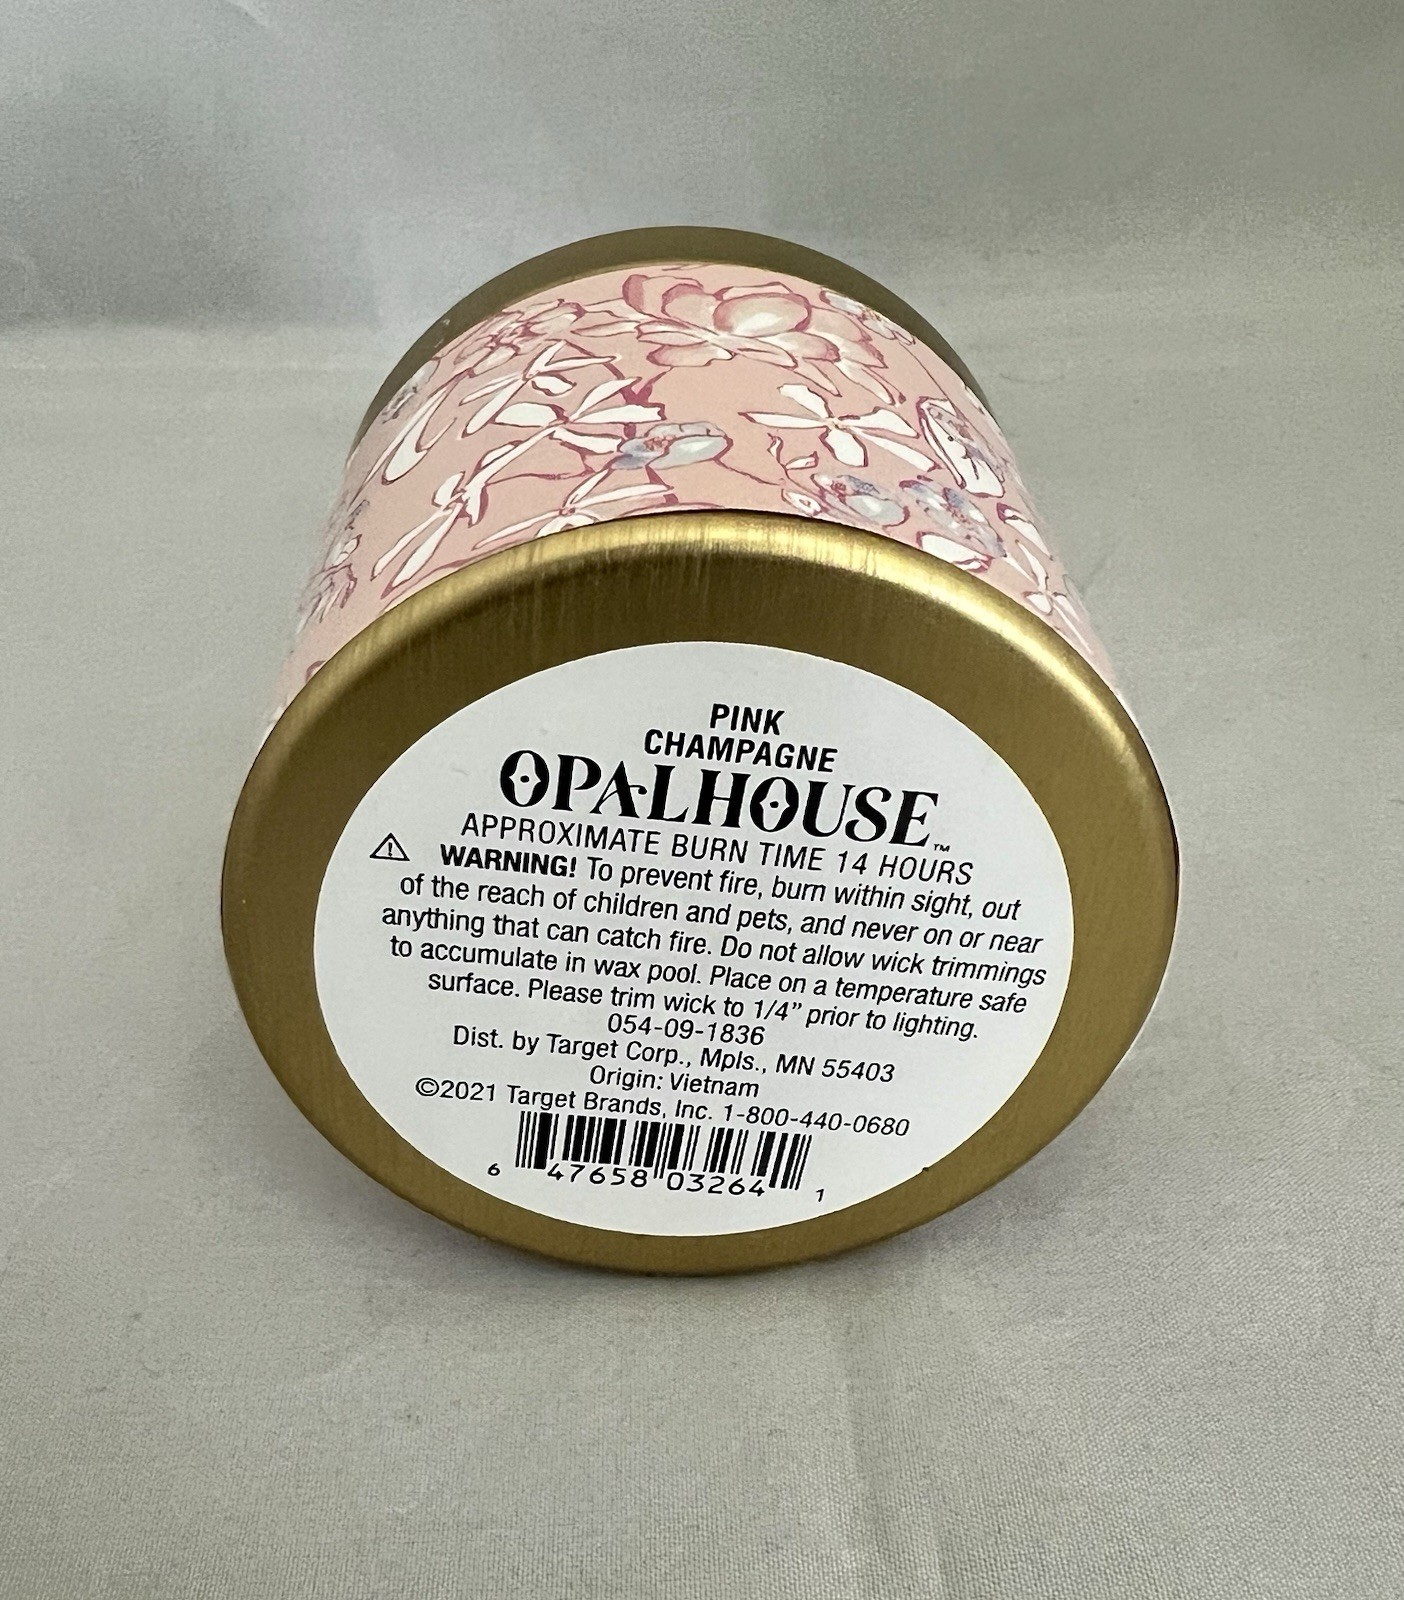 PINK
CHAMPAGNE
OPALHOUSE™
APPROXIMATE BURN TIME 14 HOURS
⚠ WARNING! To prevent fire, burn within sight, out
of the reach of children and pets, and never on or near
anything that can catch fire. Do not allow wick trimmings
to accumulate in wax pool. Place on a temperature safe
surface. Please trim wick to 1/4” prior to lighting.
054-09-1836
Dist. by Target Corp., Mpls., MN 55403
Origin: Vietnam
©2021 Target Brands, Inc. 1-800-440-0680
6 47658 03264 1